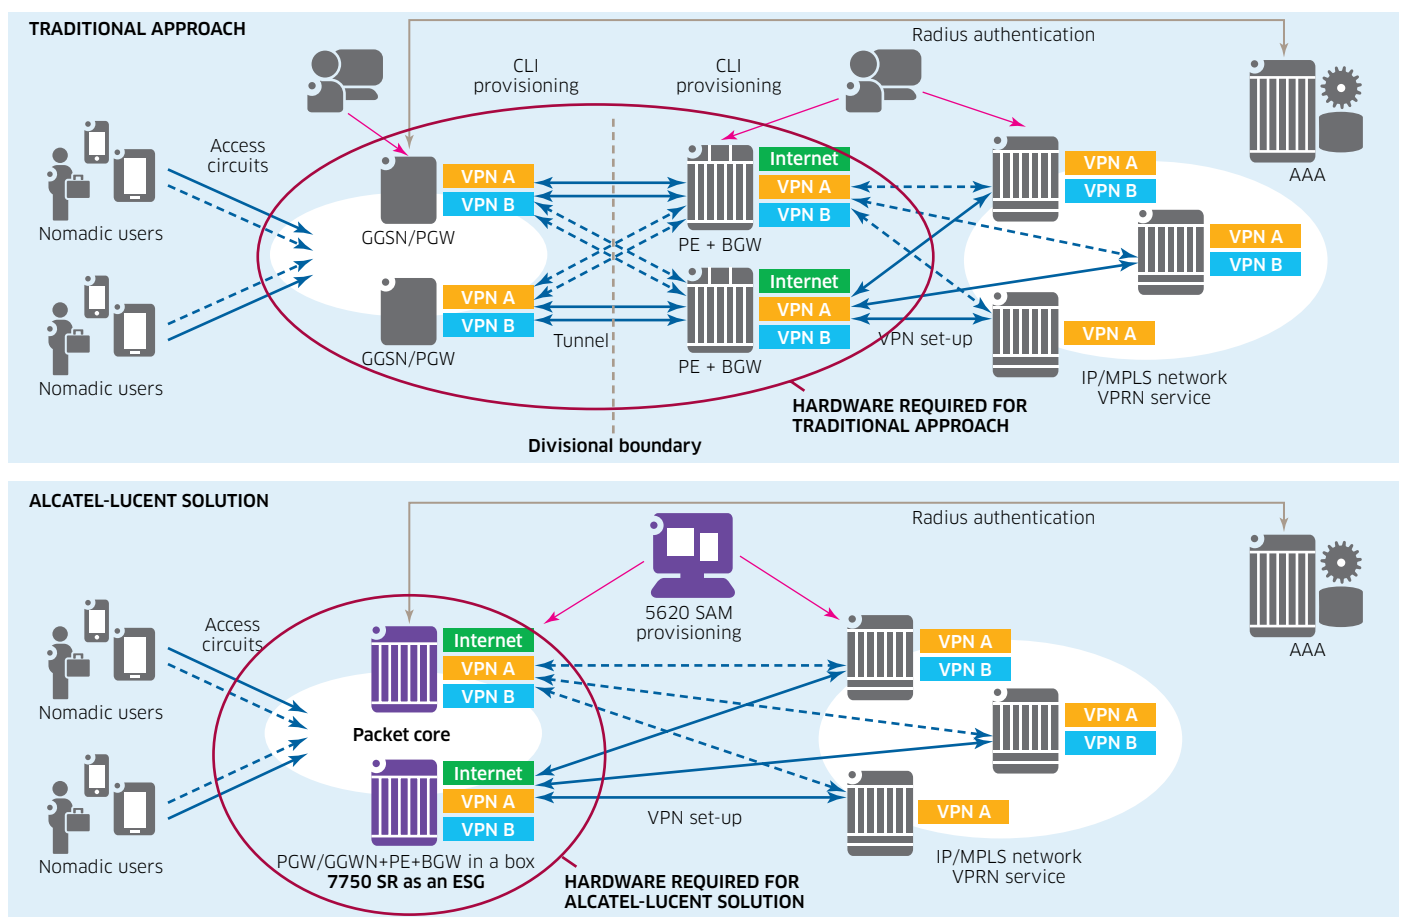 TRADITIONAL APPROACH
Radius authentication
CLI
provisioning
CLI
provisioning
Access
circuits
Nomadic users
Nomadic users
VPN A
VPN B
GGSN/PGW
VPN A
VPN B
GGSN/PGW
Tunnel
Internet
VPN A
VPN B
PE + BGW
Internet
VPN A
VPN B
PE + BGW
VPN set-up
VPN A
VPN B
VPN A
VPN B
VPN A
IP/MPLS network
VPRN service
AAA
HARDWARE REQUIRED FOR
TRADITIONAL APPROACH
Divisional boundary
ALCATEL-LUCENT SOLUTION
Radius authentication
5620 SAM
provisioning
Access
circuits
Nomadic users
Nomadic users
Internet
VPN A
VPN B
Packet core
Internet
VPN A
VPN B
PGW/GGWN+PE+BGW in a box
7750 SR as an ESG
VPN set-up
VPN A
VPN B
VPN A
VPN B
VPN A
IP/MPLS network
VPRN service
AAA
HARDWARE REQUIRED FOR
ALCATEL-LUCENT SOLUTION